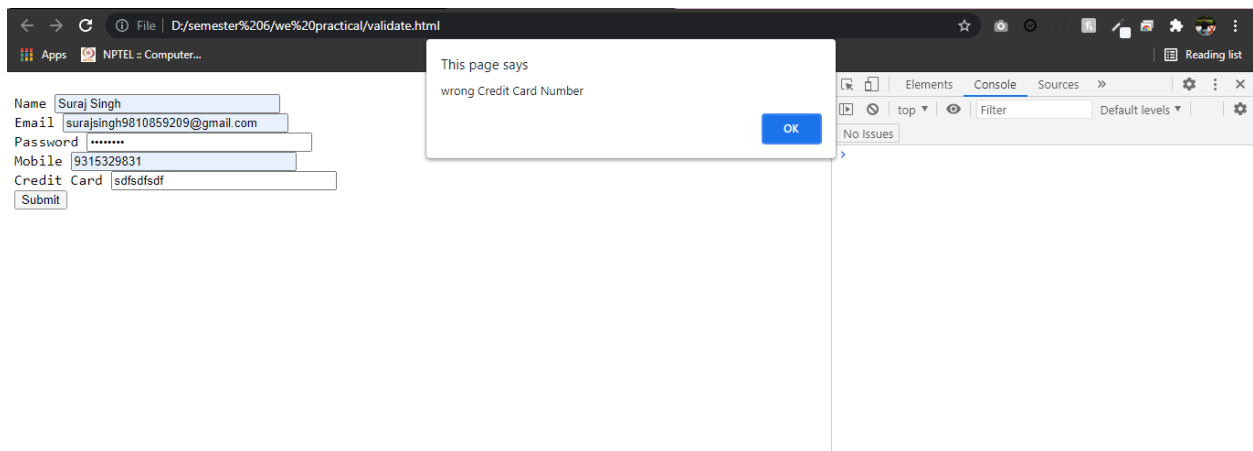 File D:/semester%206/we%20practical/validate.html
Apps NPTEL :: Computer... Reading list
This page says
wrong Credit Card Number
OK
Name Suraj Singh
Email surajsingh9810859209@gmail.com
Password ••••••••
Mobile 9315329831
Credit Card sdfsdfsdf
Submit
Elements Console Sources »
top ▼ Filter Default levels ▼
No Issues
>